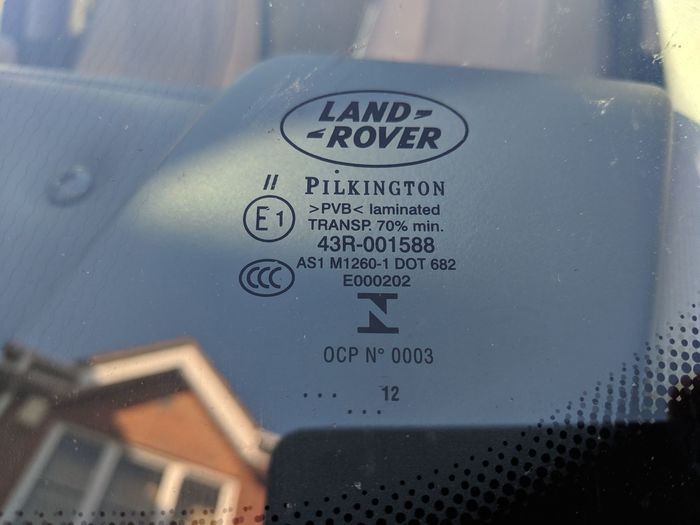 LAND-
-ROVER
// PILKINGTON
E1 >PVB< laminated
TRANSP. 70% min.
43R-001588
CCC AS1 M1260-1 DOT 682
E000202
N
OCP N° 0003
... 12
...